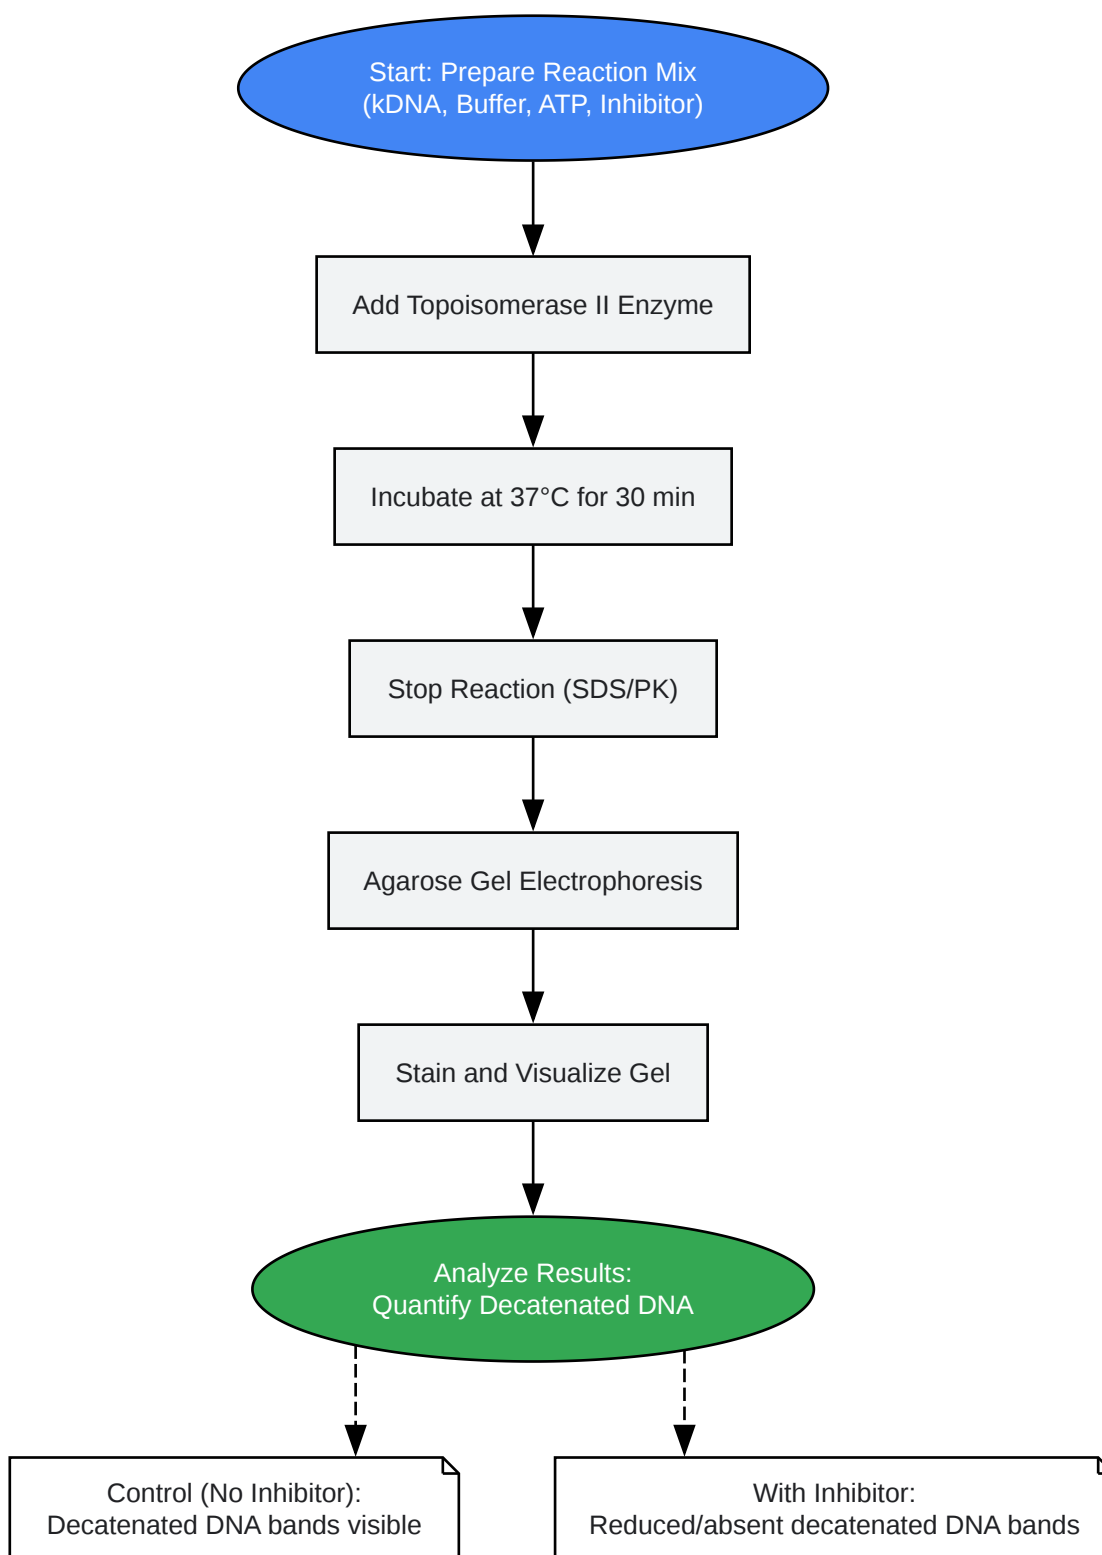 Start: Prepare Reaction Mix
(kDNA, Buffer, ATP, Inhibitor)
Add Topoisomerase II Enzyme
Incubate at 37°C for 30 min
Stop Reaction (SDS/PK)
Agarose Gel Electrophoresis
Stain and Visualize Gel
Analyze Results:
Quantify Decatenated DNA
Control (No Inhibitor):
Decatenated DNA bands visible
With Inhibitor:
Reduced/absent decatenated DNA bands